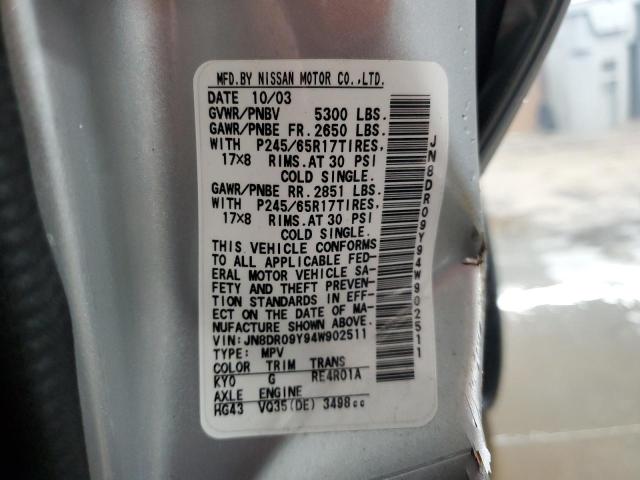 MFD.BY NISSAN MOTOR CO.,LTD.
DATE 10/03
GVWR/PNBV 5300 LBS.
GAWR/PNBE FR. 2650 LBS.
WITH P245/65R17TIRES,
17×8 RIMS.AT 30 PSI
COLD SINGLE.
GAWR/PNBE RR. 2851 LBS.
WITH P245/65R17TIRES,
17×8 RIMS.AT 30 PSI
COLD SINGLE.
THIS VEHICLE CONFORMS
TO ALL APPLICABLE FED-
ERAL MOTOR VEHICLE SA-
FETY AND THEFT PREVEN-
TION STANDARDS IN EFF-
ECT ON THE DATE OF MA-
NUFACTURE SHOWN ABOVE.
VIN:JN8DR09Y94W902511
TYPE: MPV
COLOR TRIM TRANS
KY0 G RE4R01A
AXLE ENGINE
HG43 VQ35(DE) 3498cc
JN8DR09Y94W902511